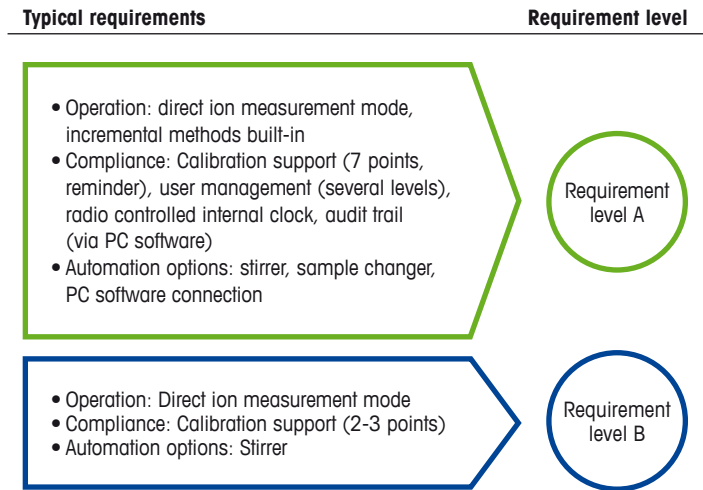 Typical requirements
Requirement level
• Operation: direct ion measurement mode,
incremental methods built-in
• Compliance: Calibration support (7 points,
reminder), user management (several levels),
radio controlled internal clock, audit trail
(via PC software)
• Automation options: stirrer, sample changer,
PC software connection
Requirement
level A
• Operation: Direct ion measurement mode
• Compliance: Calibration support (2-3 points)
• Automation options: Stirrer
Requirement
level B